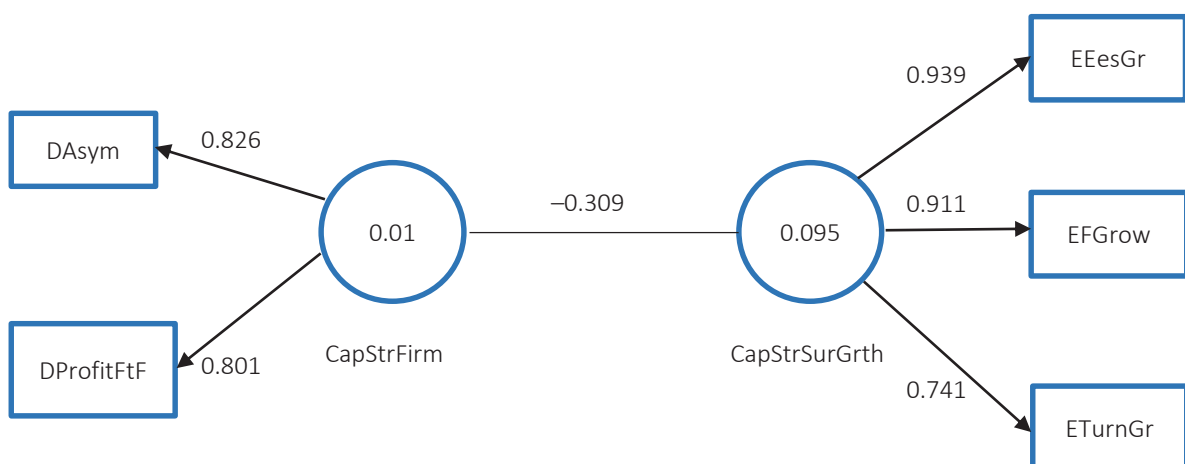 EEesGr
0.939
DAsym
0.826
–0.309
0.911
EFGrow
0.01
0.095
DProfitFtF
0.801
CapStrFirm
CapStrSurGrth
0.741
ETurnGr